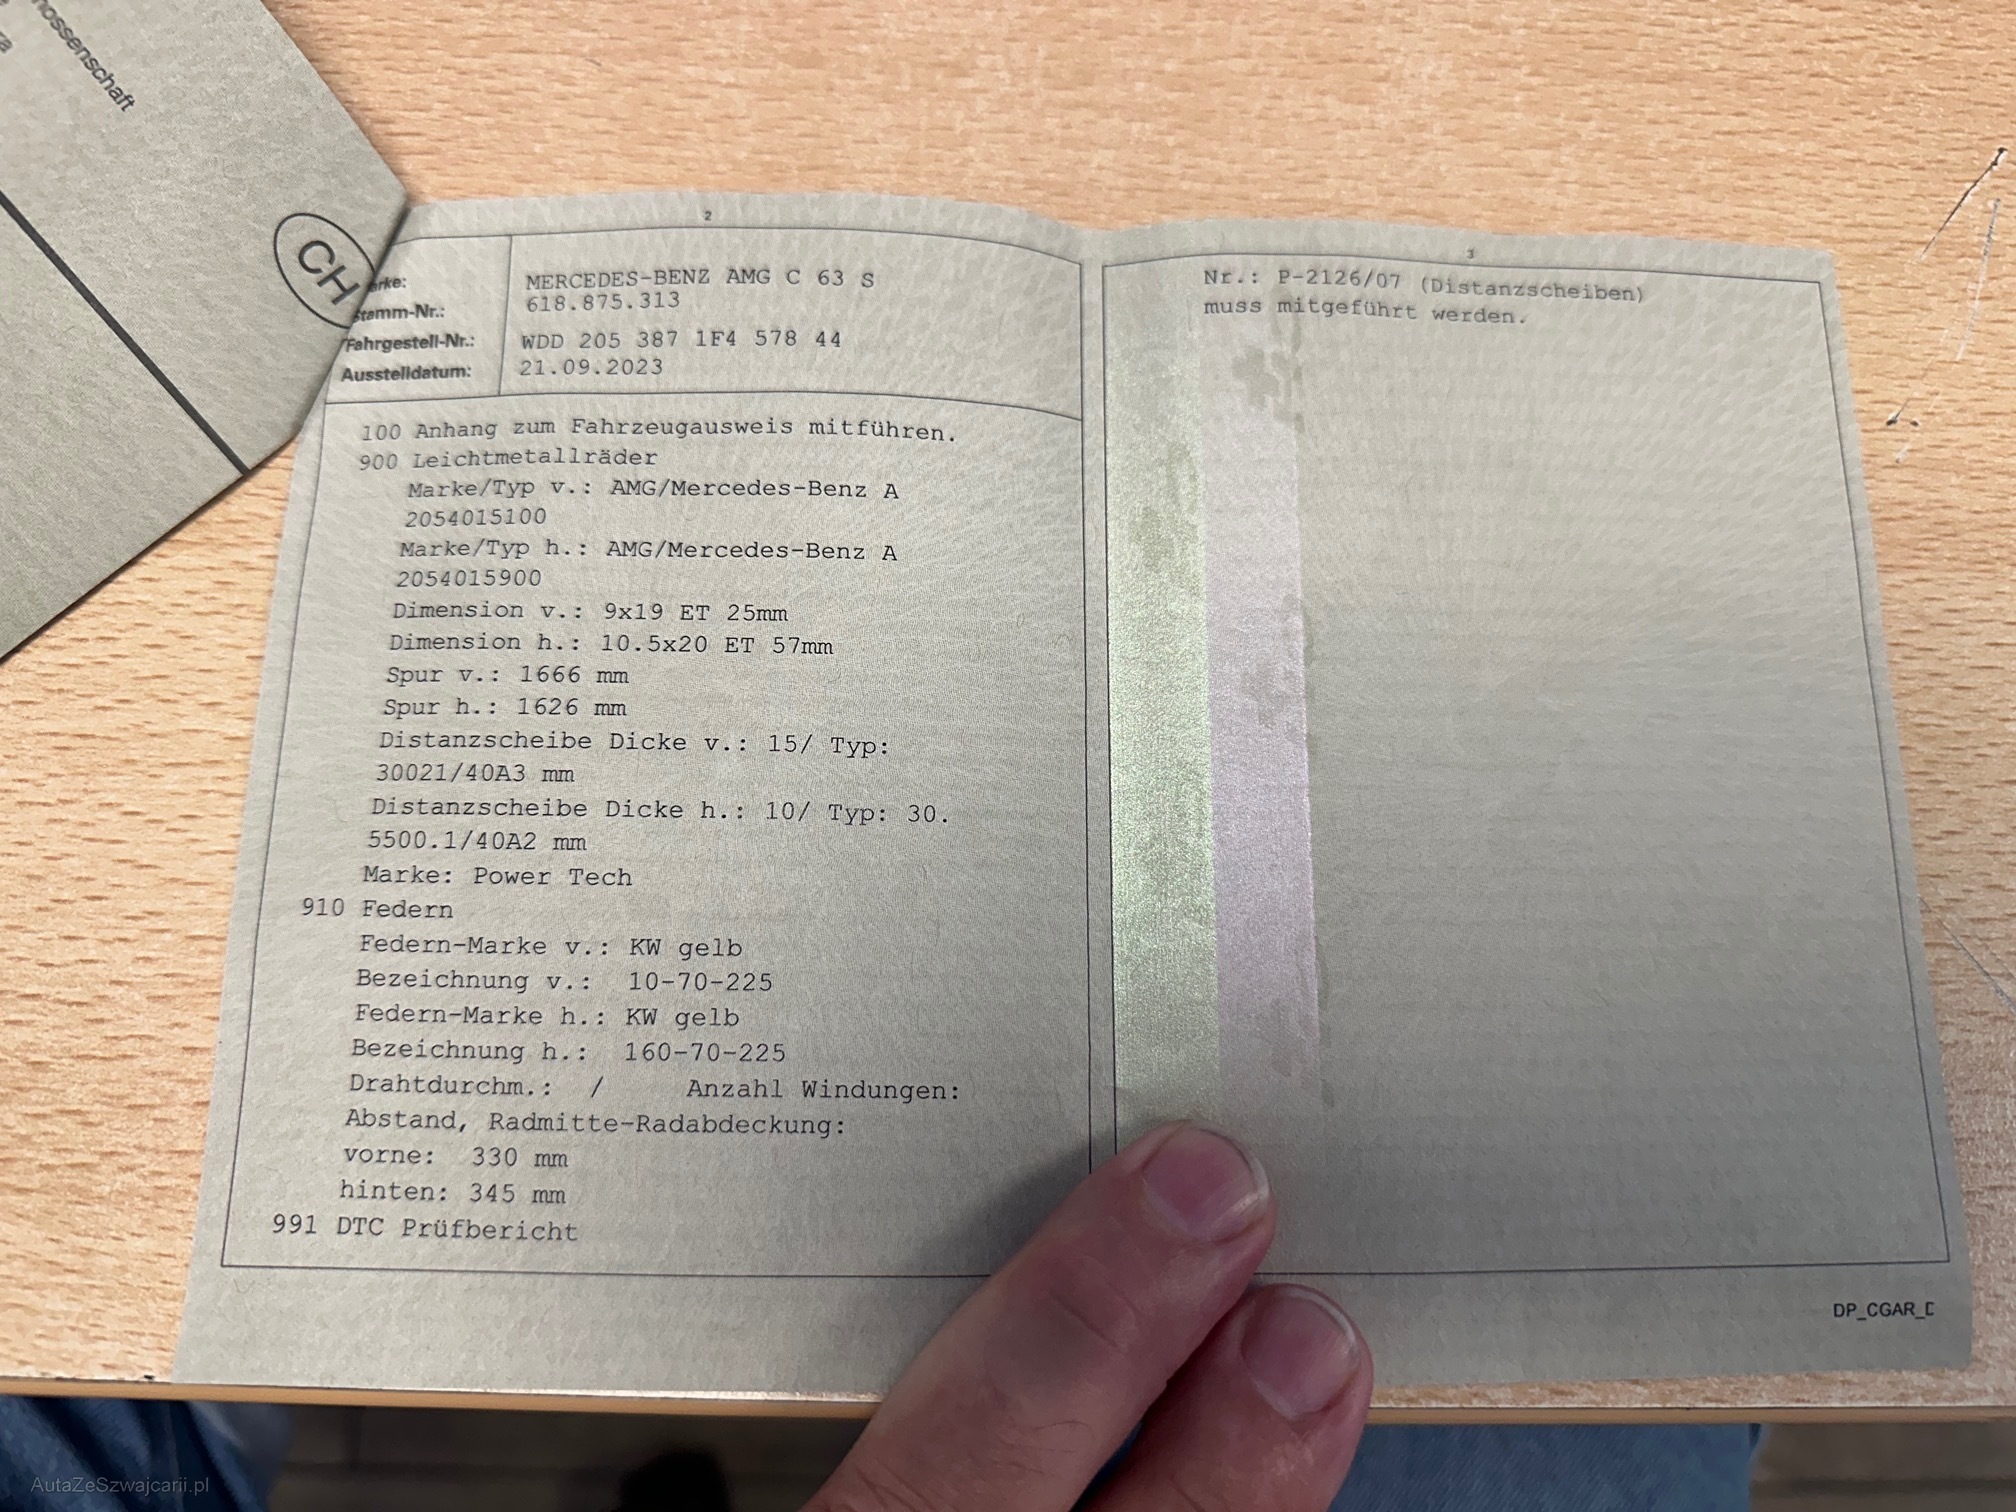 nossenschaft
CH
2
rke: MERCEDES-BENZ AMG C 63 S
Stamm-Nr.: 618.875.313
Fahrgestell-Nr.: WDD 205 387 1F4 578 44
Ausstelldatum: 21.09.2023
100 Anhang zum Fahrzeugausweis mitführen.
900 Leichtmetallräder
Marke/Typ v.: AMG/Mercedes-Benz A
2054015100
Marke/Typ h.: AMG/Mercedes-Benz A
2054015900
Dimension v.: 9x19 ET 25mm
Dimension h.: 10.5x20 ET 57mm
Spur v.: 1666 mm
Spur h.: 1626 mm
Distanzscheibe Dicke v.: 15/ Typ:
30021/40A3 mm
Distanzscheibe Dicke h.: 10/ Typ: 30.
5500.1/40A2 mm
Marke: Power Tech
910 Federn
Federn-Marke v.: KW gelb
Bezeichnung v.: 10-70-225
Federn-Marke h.: KW gelb
Bezeichnung h.: 160-70-225
Drahtdurchm.: / Anzahl Windungen:
Abstand, Radmitte-Radabdeckung:
vorne: 330 mm
hinten: 345 mm
991 DTC Prüfbericht
3
Nr.: P-2126/07 (Distanzscheiben)
muss mitgeführt werden.
DP_CGAR_D
AutaZeSzwajcarii.pl